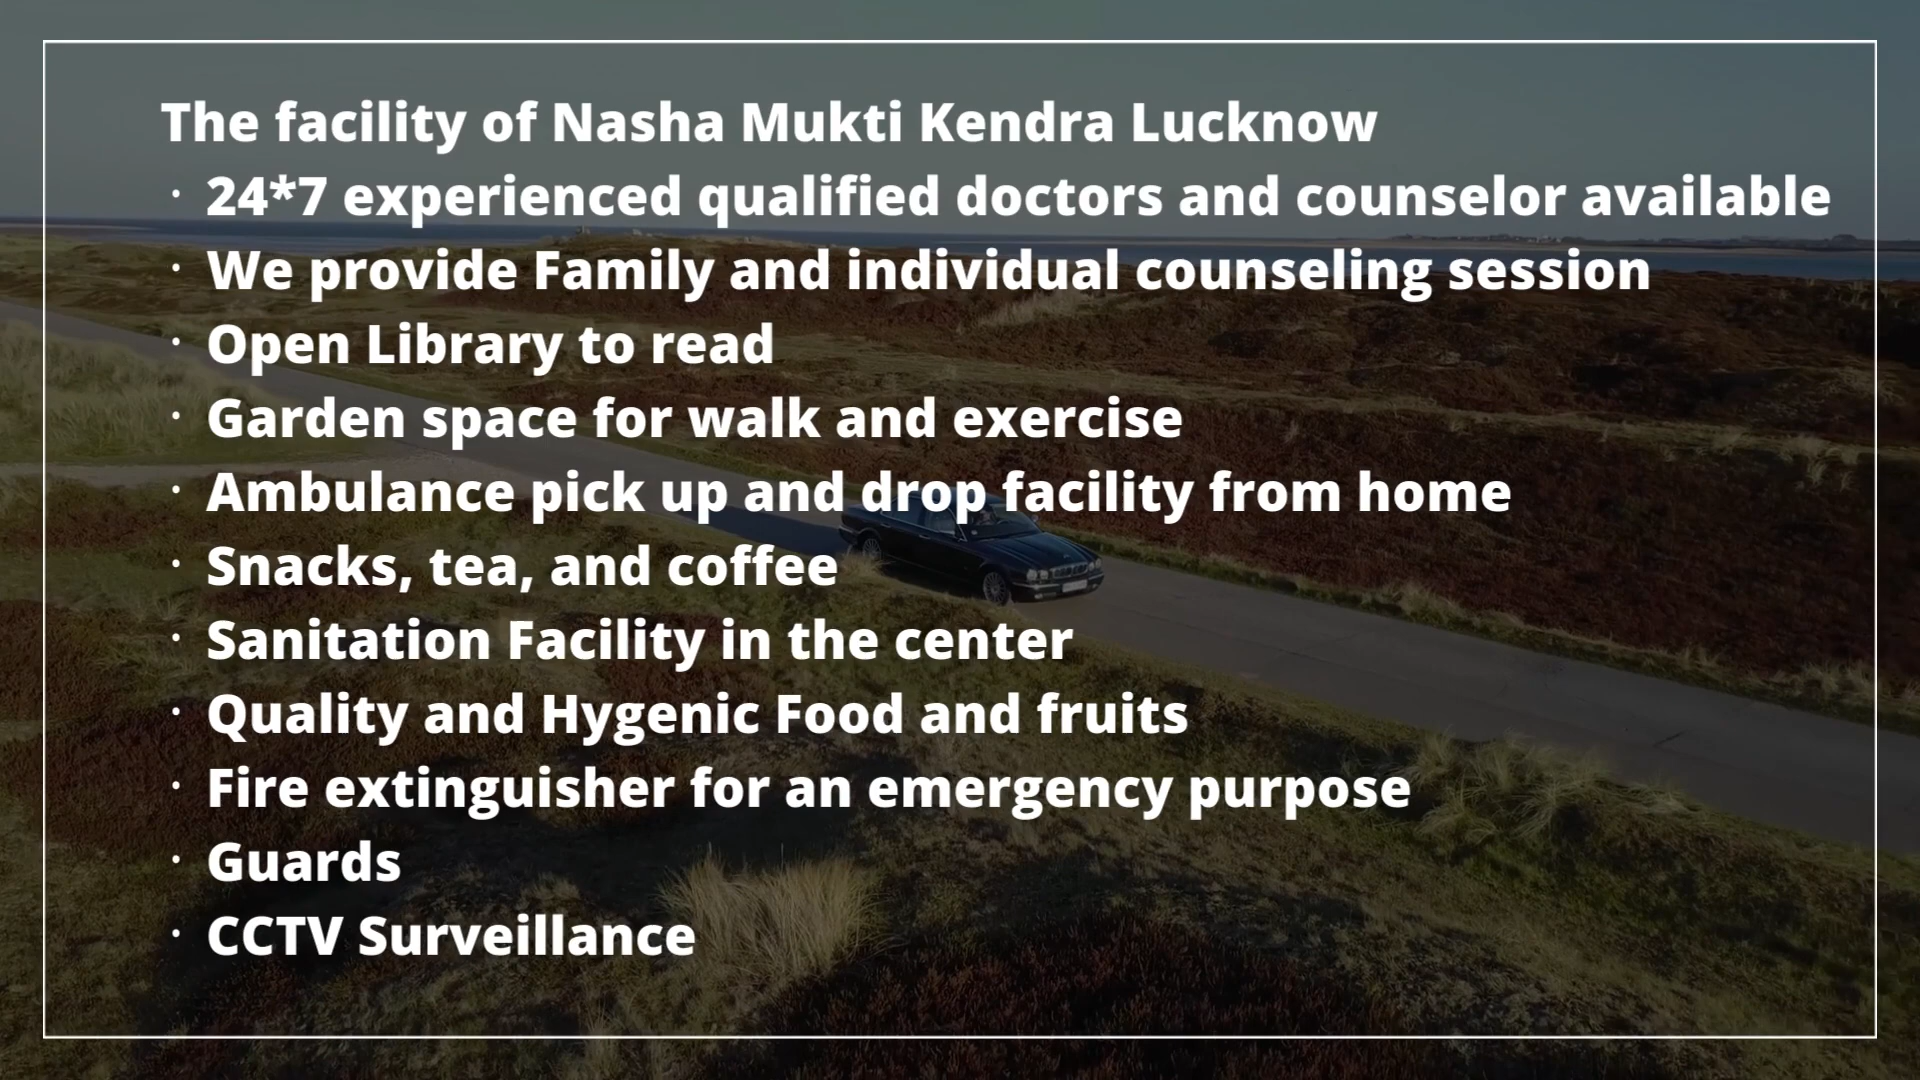 The facility of Nasha Mukti Kendra Lucknow
· 24*7 experienced qualified doctors and counselor available
· We provide Family and individual counseling session
· Open Library to read
· Garden space for walk and exercise
· Ambulance pick up and drop facility from home
· Snacks, tea, and coffee
· Sanitation Facility in the center
· Quality and Hygenic Food and fruits
· Fire extinguisher for an emergency purpose
· Guards
· CCTV Surveillance